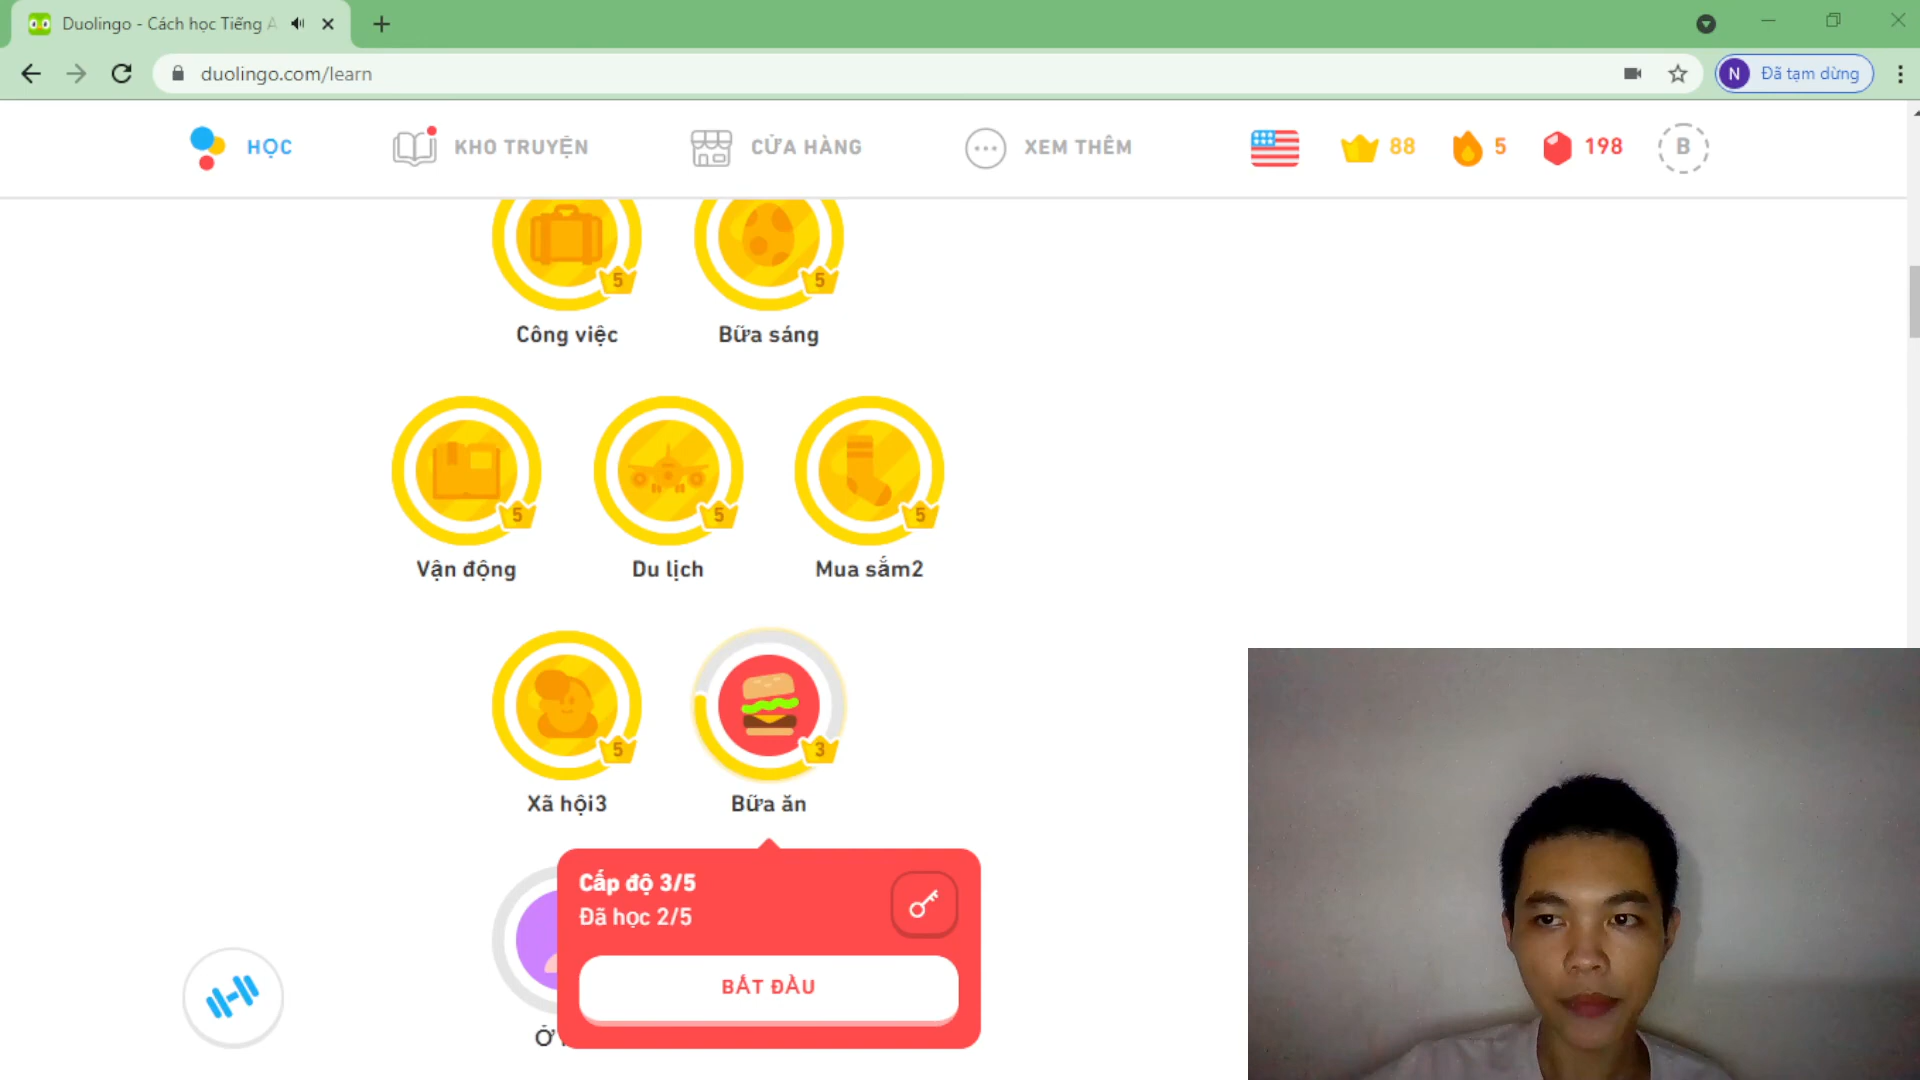 Duolingo - Cách học Tiếng A
duolingo.com/learn
N Đã tạm dừng
HỌC KHO TRUYỆN CỬA HÀNG XEM THÊM 88 5 198 B
5 5
Công việc Bữa sáng
5 5 5
Vận động Du lịch Mua sắm2
5 3
Xã hội3 Bữa ăn
Cấp độ 3/5
Đã học 2/5
BẮT ĐẦU
Ở